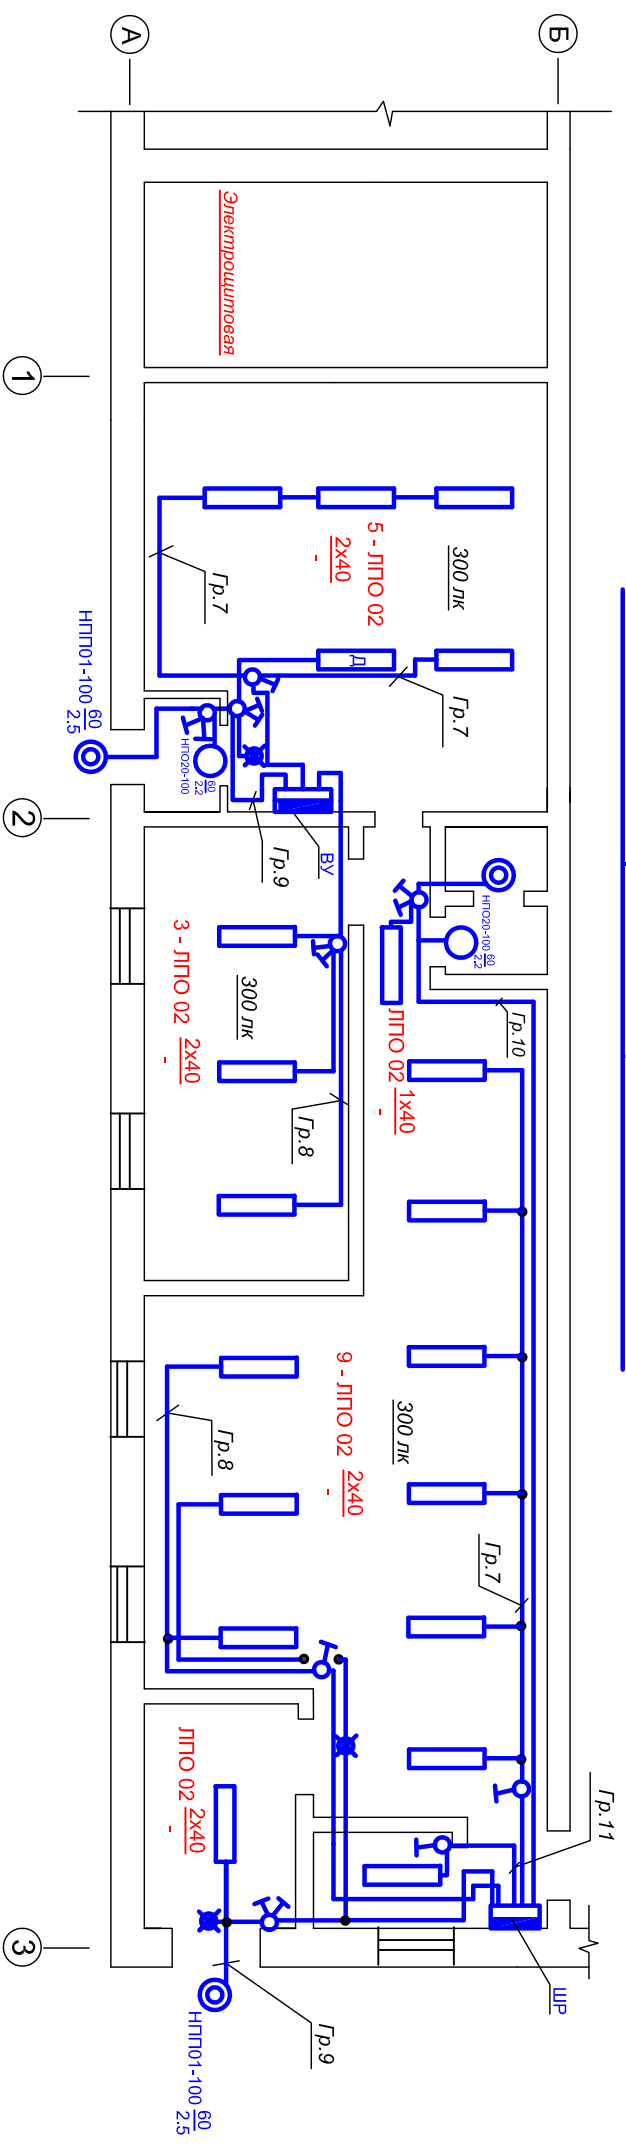 А
Б
Электрощитовая
1
300 лк
5 - ЛПО 02
2х40
-
Гр.7
Д
Гр.7
НПП01-100 60
2.5
НПО20-100
60
2.2
2
ВУ
Гр.9
НПО20-100 60
2.2
300 лк
3 - ЛПО 02 2х40
-
ЛПО 02 1х40
-
Гр.10
Гр.8
300 лк
9 - ЛПО 02 2х40
-
Гр.8
Гр.7
ЛПО 02 2х40
-
Гр.11
3
ШР
Гр.9
НПП01-100 60
2.5